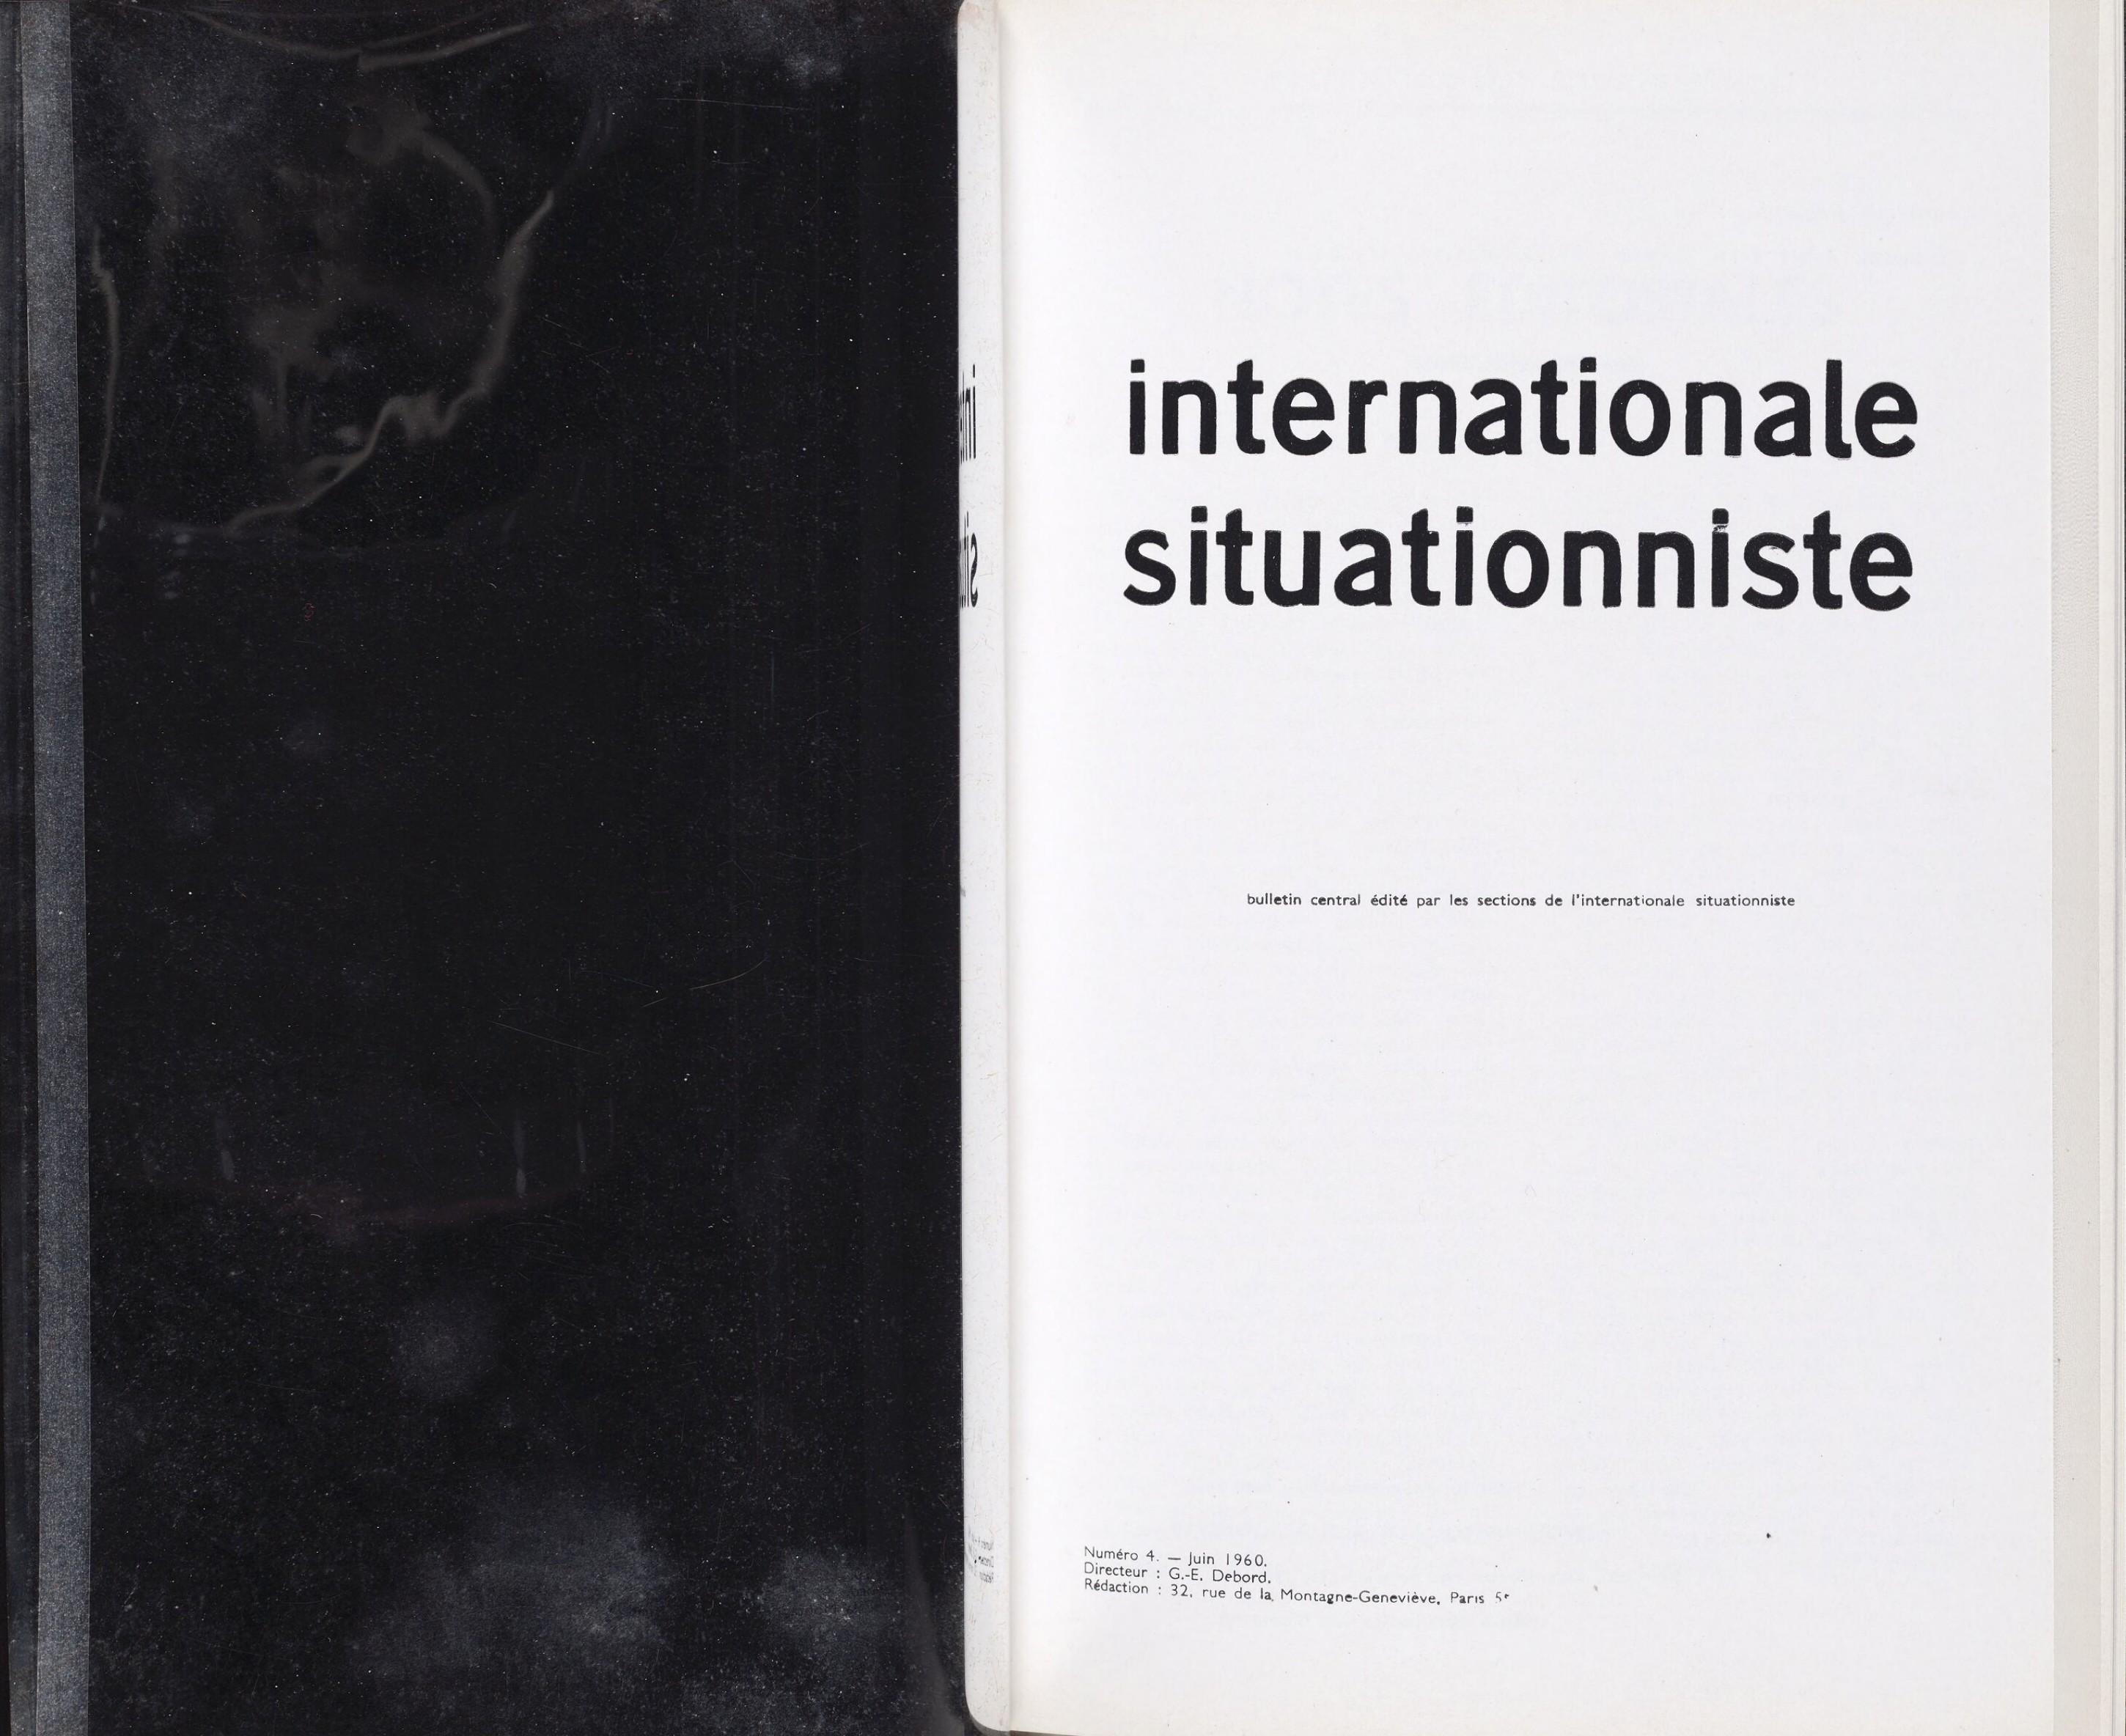 internationale
situationniste
bulletin central édité par les sections de l'internationale situationniste
Numéro 4. — Juin 1960.
Directeur : G.-E. Debord.
Rédaction : 32, rue de la Montagne-Geneviève, Paris 5e